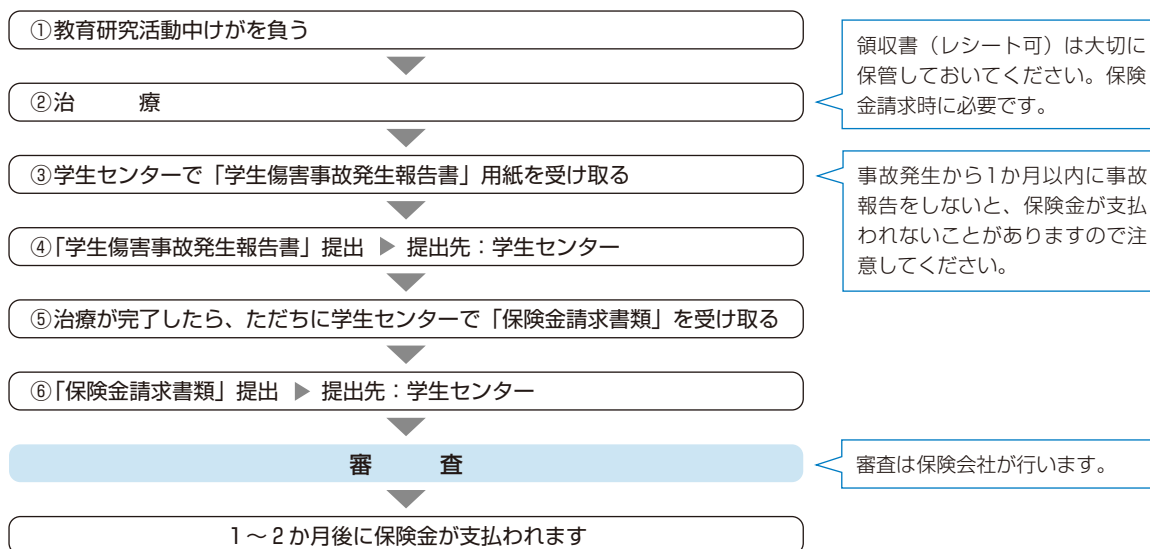 ①教育研究活動中けがを負う
領収書（レシート可）は大切に
保管しておいてください。保険
金請求時に必要です。
②治　　療
③学生センターで「学生傷害事故発生報告書」用紙を受け取る
事故発生から1か月以内に事故
報告をしないと、保険金が支払
われないことがありますので注
意してください。
④「学生傷害事故発生報告書」提出 ▶ 提出先：学生センター
⑤治療が完了したら、ただちに学生センターで「保険金請求書類」を受け取る
⑥「保険金請求書類」提出 ▶ 提出先：学生センター
審　　査
審査は保険会社が行います。
1～2か月後に保険金が支払われます